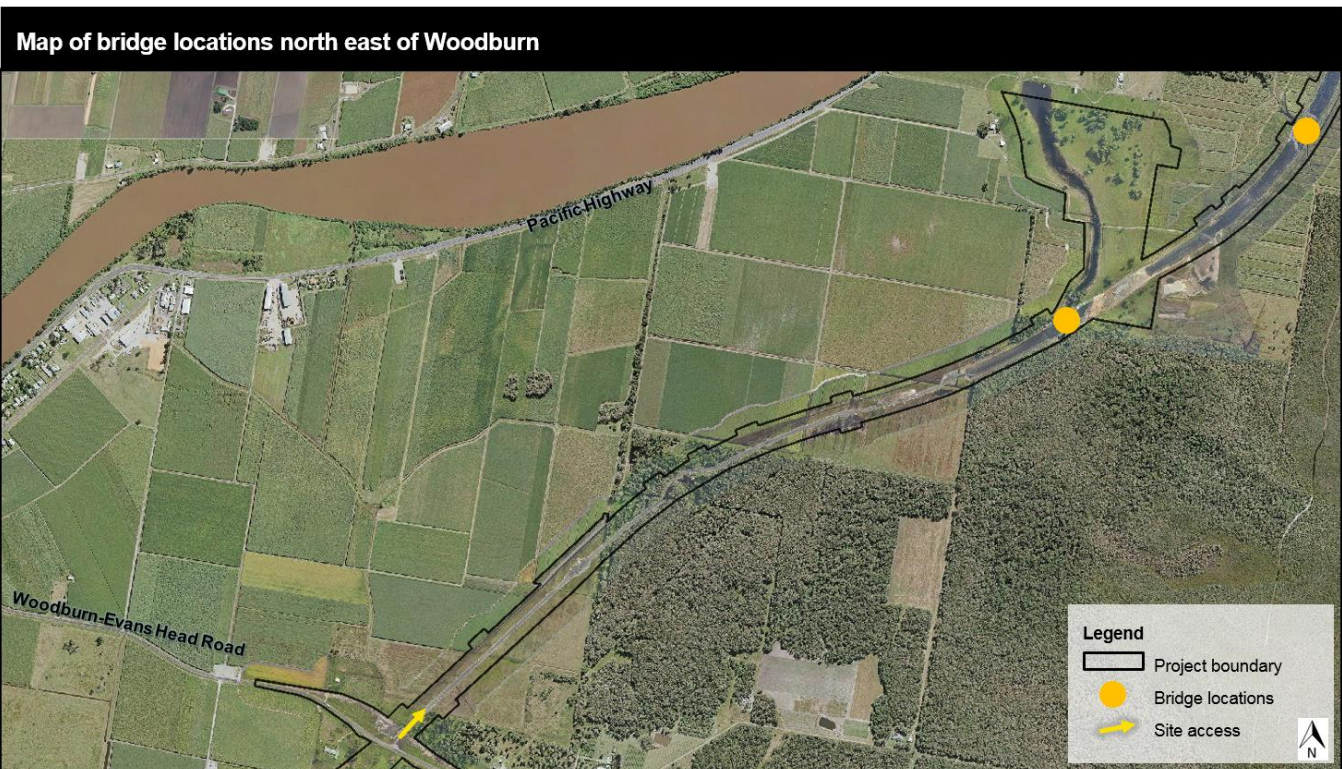 Map of bridge locations north east of Woodburn
Pacific Highway
Woodburn-Evans Head Road
Legend
Project boundary
Bridge locations
Site access
N